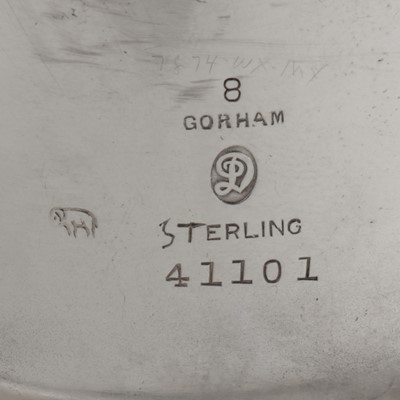 8
GORHAM
D
STERLING
41101